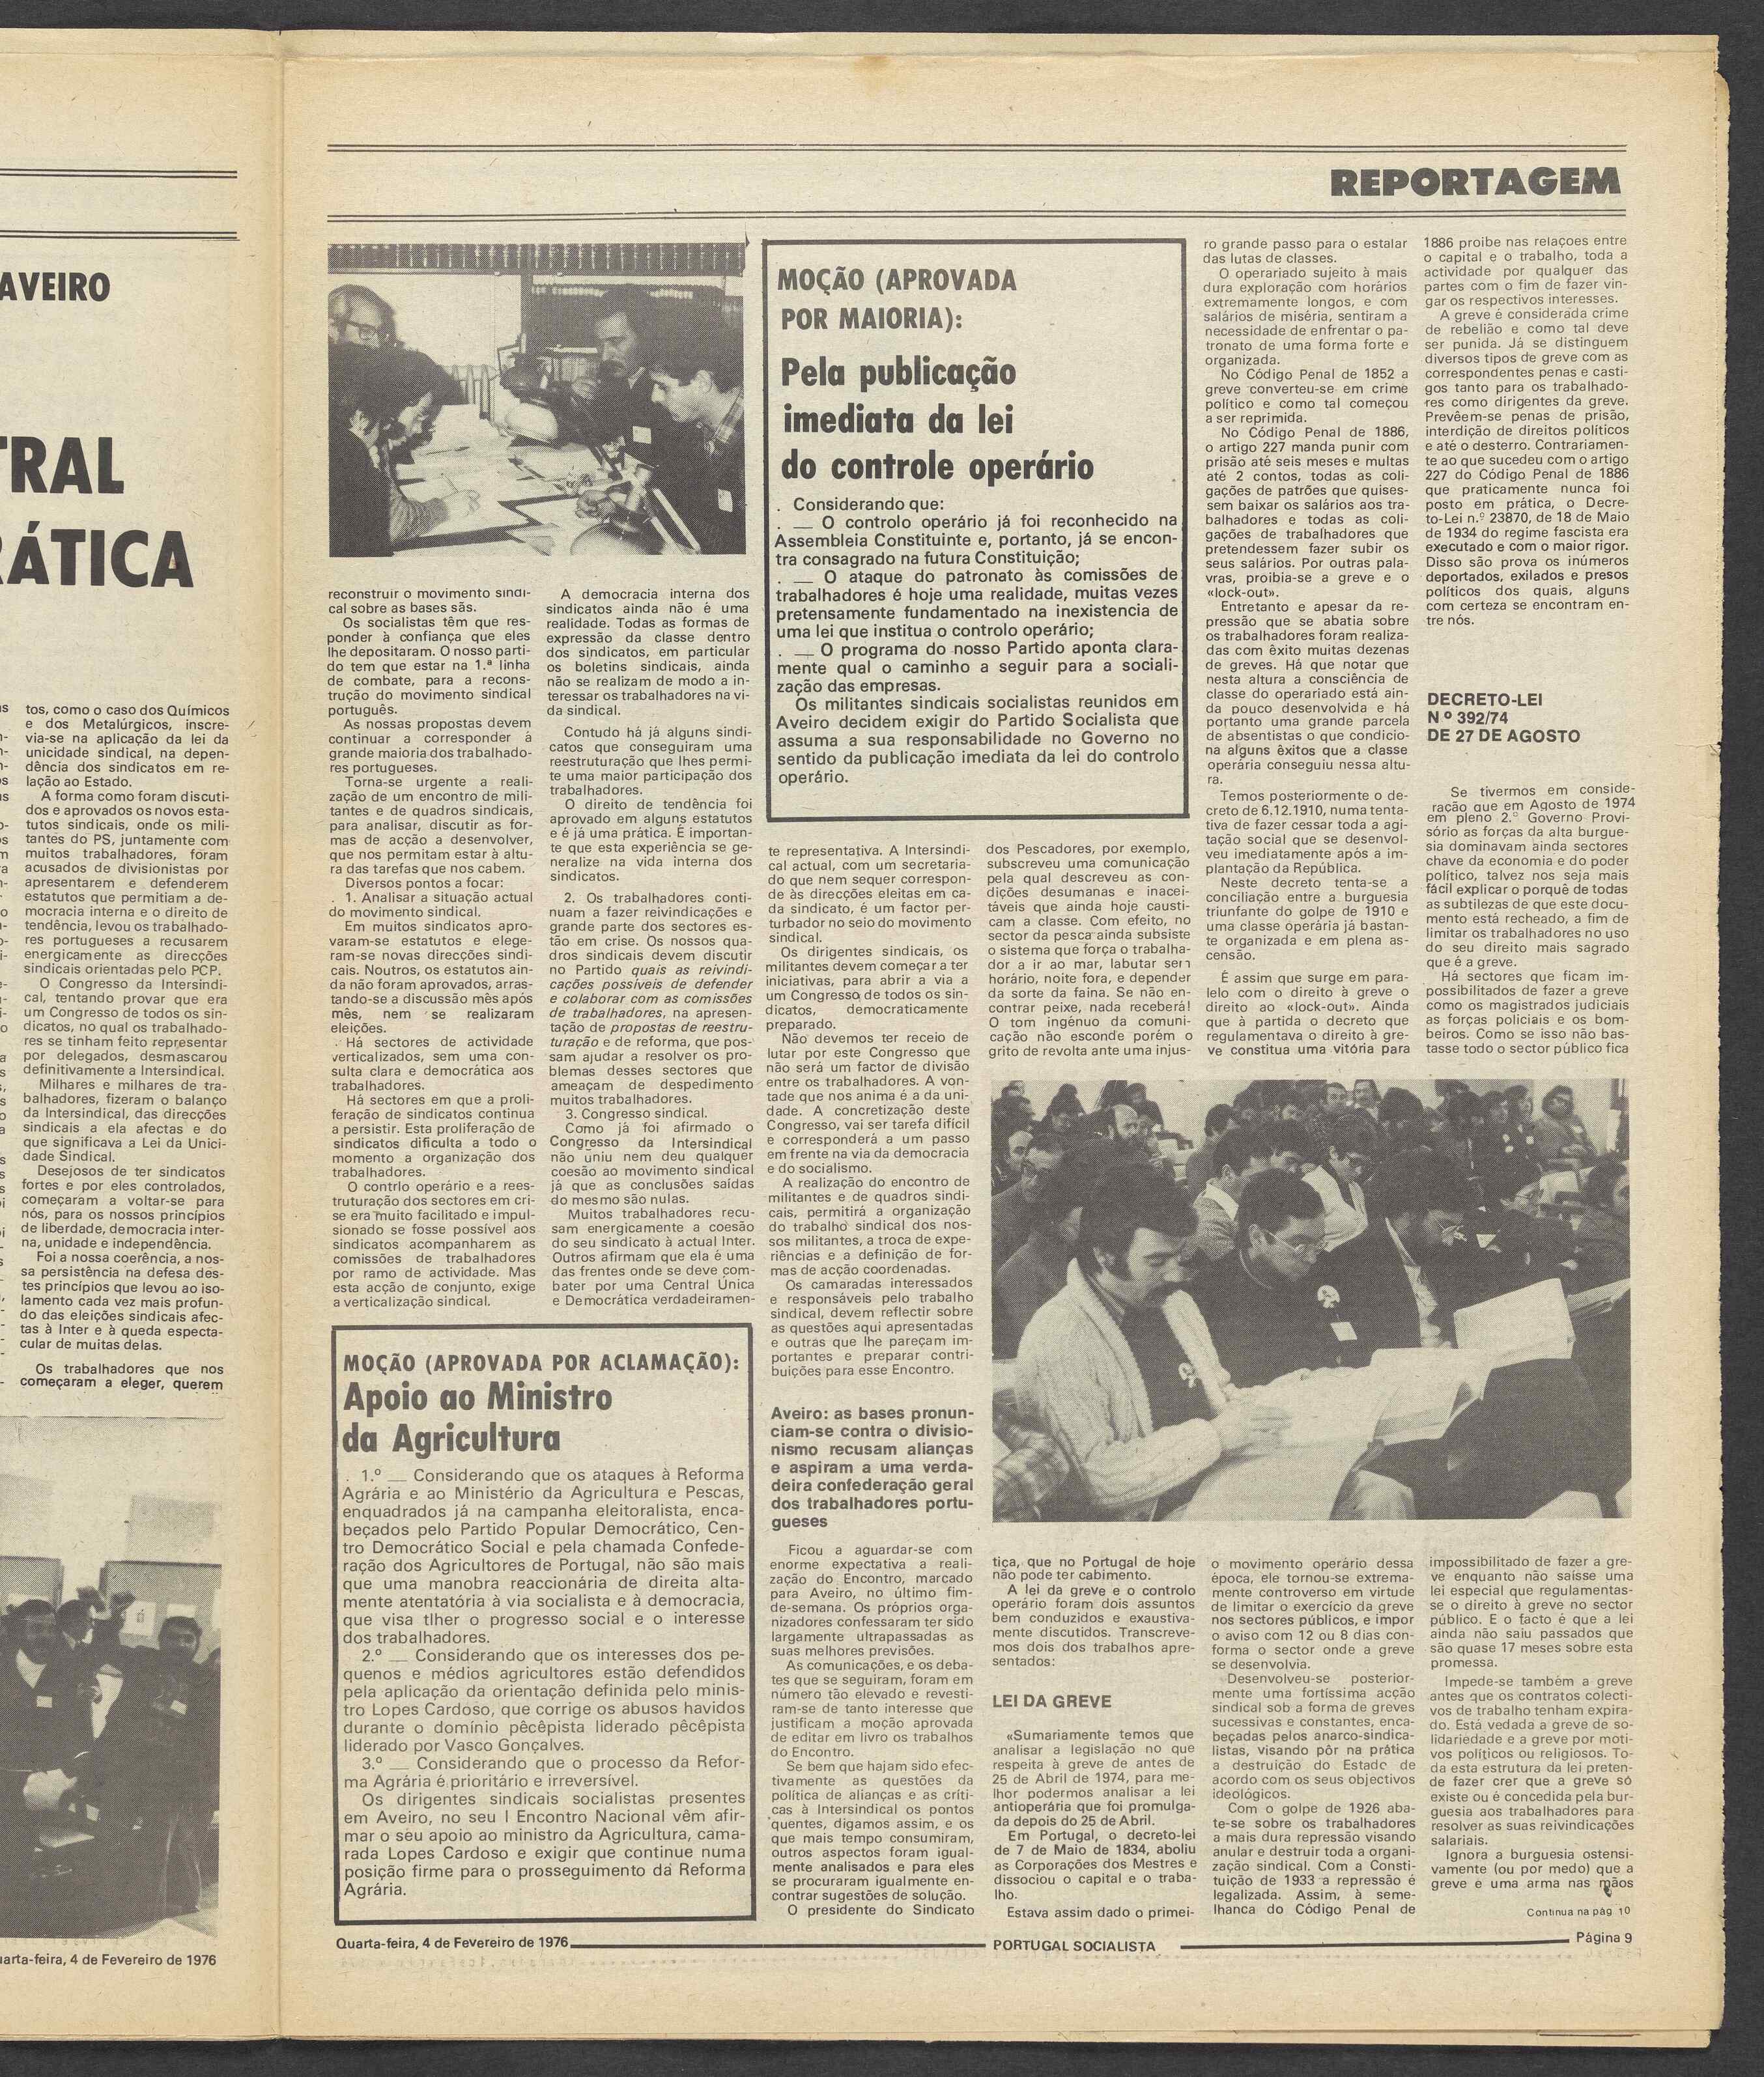 AVEIRO
TRAL
RÁTICA
tos, como o caso dos Químicos
e dos Metalúrgicos, inscre-
via-se na aplicação da lei da
unicidade sindical, na depen-
dência dos sindicatos em re-
lação ao Estado.
A forma como foram discuti-
dos e aprovados os novos esta-
tutos sindicais, onde os mili-
tantes do PS, juntamente com
muitos trabalhadores, foram
acusados de divisionistas por
apresentarem e defenderem
estatutos que permitiam a de-
mocracia interna e o direito de
tendência, levou os trabalhado-
res portugueses a recusarem
energicamente as direcções
sindicais orientadas pelo PCP.
O Congresso da Intersindi-
cal, tentando provar que era
um Congresso de todos os sin-
dicatos, no qual os trabalhado-
res se tinham feito representar
por delegados, desmascarou
definitivamente a Intersindical.
Milhares e milhares de tra-
balhadores, fizeram o balanço
da Intersindical, das direcções
sindicais a ela afectas e do
que significava a Lei da Unici-
dade Sindical.
Desejosos de ter sindicatos
fortes e por eles controlados,
começaram a voltar-se para
nós, para os nossos princípios
de liberdade, democracia inter-
na, unidade e independência.
Foi a nossa coerência, a nos-
sa persistência na defesa des-
tes princípios que levou ao iso-
lamento cada vez mais profun-
do das eleições sindicais afec-
tas à Inter e à queda especta-
cular de muitas delas.
Os trabalhadores que nos
começaram a eleger, querem
uarta-feira, 4 de Fevereiro de 1976
REPORTAGEM
reconstruir o movimento sindi-
cal sobre as bases sãs.
Os socialistas têm que res-
ponder à confiança que eles
lhe depositaram. O nosso parti-
do tem que estar na 1.ª linha
de combate, para a recons-
trução do movimento sindical
português.
As nossas propostas devem
continuar a corresponder à
grande maioria dos trabalhado-
res portugueses.
Torna-se urgente a reali-
zação de um encontro de mili-
tantes e de quadros sindicais,
para analisar, discutir as for-
mas de acção a desenvolver,
que nos permitam estar à altu-
ra das tarefas que nos cabem.
Diversos pontos a focar:
. 1. Analisar a situação actual
do movimento sindical.
Em muitos sindicatos apro-
varam-se estatutos e elege-
ram-se novas direcções sindi-
cais. Noutros, os estatutos ain-
da não foram aprovados, arras-
tando-se a discussão mês após
mês, nem se realizaram
eleições.
. Há sectores de actividade
verticalizados, sem uma con-
sulta clara e democrática aos
trabalhadores.
Há sectores em que a proli-
feração de sindicatos continua
a persistir. Esta proliferação de
sindicatos dificulta a todo o
momento a organização dos
trabalhadores.
O contrlo operário e a rees-
truturação dos sectores em cri-
se era muito facilitado e impul-
sionado se fosse possível aos
sindicatos acompanharem as
comissões de trabalhadores
por ramo de actividade. Mas
esta acção de conjunto, exige
a verticalização sindical.
A democracia interna dos
sindicatos ainda não é uma
realidade. Todas as formas de
expressão da classe dentro
dos sindicatos, em particular
os boletins sindicais, ainda
não se realizam de modo a in-
teressar os trabalhadores na vi-
da sindical.
Contudo há já alguns sindi-
catos que conseguiram uma
reestruturação que lhes permi-
te uma maior participação dos
trabalhadores.
O direito de tendência foi
aprovado em alguns estatutos
e é já uma prática. É importan-
te que esta experiência se ge-
neralize na vida interna dos
sindicatos.
2. Os trabalhadores conti-
nuam a fazer reivindicações e
grande parte dos sectores es-
tão em crise. Os nossos qua-
dros sindicais devem discutir
no Partido quais as reivindi-
cações possíveis de defender
e colaborar com as comissões
de trabalhadores, na apresen-
tação de propostas de reestru-
turação e de reforma, que pos-
sam ajudar a resolver os pro-
blemas desses sectores que
ameaçam de despedimento
muitos trabalhadores.
3. Congresso sindical.
Como já foi afirmado o
Congresso da Intersindical
não uniu nem deu qualquer
coesão ao movimento sindical
já que as conclusões saídas
do mesmo são nulas.
Muitos trabalhadores recu-
sam energicamente a coesão
do seu sindicato à actual Inter.
Outros afirmam que ela é uma
das frentes onde se deve com-
bater por uma Central Única
e Democrática verdadeiramen-
MOÇÃO (APROVADA POR ACLAMAÇÃO):
Apoio ao Ministro
da Agricultura
. 1.º — Considerando que os ataques à Reforma
Agrária e ao Ministério da Agricultura e Pescas,
enquadrados já na campanha eleitoralista, enca-
beçados pelo Partido Popular Democrático, Cen-
tro Democrático Social e pela chamada Confede-
ração dos Agricultores de Portugal, não são mais
que uma manobra reaccionária de direita alta-
mente atentatória à via socialista e à democracia,
que visa tlher o progresso social e o interesse
dos trabalhadores.
2.º — Considerando que os interesses dos pe-
quenos e médios agricultores estão defendidos
pela aplicação da orientação definida pelo minis-
tro Lopes Cardoso, que corrige os abusos havidos
durante o domínio pêcêpista liderado pêcêpista
liderado por Vasco Gonçalves.
3.º — Considerando que o processo da Refor-
ma Agrária é prioritário e irreversível.
Os dirigentes sindicais socialistas presentes
em Aveiro, no seu I Encontro Nacional vêm afir-
mar o seu apoio ao ministro da Agricultura, cama-
rada Lopes Cardoso e exigir que continue numa
posição firme para o prosseguimento da Reforma
Agrária.
MOÇÃO (APROVADA
POR MAIORIA):
Pela publicação
imediata da lei
do controle operário
. Considerando que:
. — O controlo operário já foi reconhecido na
Assembleia Constituinte e, portanto, já se encon-
tra consagrado na futura Constituição;
. — O ataque do patronato às comissões de
trabalhadores é hoje uma realidade, muitas vezes
pretensamente fundamentado na inexistencia de
uma lei que institua o controlo operário;
. — O programa do nosso Partido aponta clara-
mente qual o caminho a seguir para a sociali-
zação das empresas.
Os militantes sindicais socialistas reunidos em
Aveiro decidem exigir do Partido Socialista que
assuma a sua responsabilidade no Governo no
sentido da publicação imediata da lei do controlo
operário.
te representativa. A Intersindi-
cal actual, com um secretaria-
do que nem sequer correspon-
de às direcções eleitas em ca-
da sindicato, é um factor per-
turbador no seio do movimento
sindical.
Os dirigentes sindicais, os
militantes devem começar a ter
iniciativas, para abrir a via a
um Congresso de todos os sin-
dicatos, democraticamente
preparado.
Não devemos ter receio de
lutar por este Congresso que
não será um factor de divisão
entre os trabalhadores. A von-
tade que nos anima é a da uni-
dade. A concretização deste
Congresso, vai ser tarefa difícil
e corresponderá a um passo
em frente na via da democracia
e do socialismo.
A realização do encontro de
militantes e de quadros sindi-
cais, permitirá a organização
do trabalho sindical dos nos-
sos militantes, a troca de expe-
riências e a definição de for-
mas de acção coordenadas.
Os camaradas interessados
e responsáveis pelo trabalho
sindical, devem reflectir sobre
as questões aqui apresentadas
e outras que lhe pareçam im-
portantes e preparar contri-
buições para esse Encontro.
Aveiro: as bases pronun-
ciam-se contra o divisio-
nismo recusam alianças
e aspiram a uma verda-
deira confederação geral
dos trabalhadores portu-
gueses
Ficou a aguardar-se com
enorme expectativa a reali-
zação do Encontro, marcado
para Aveiro, no último fim-
de-semana. Os próprios orga-
nizadores confessaram ter sido
largamente ultrapassadas as
suas melhores previsões.
As comunicações, e os deba-
tes que se seguiram, foram em
número tão elevado e revesti-
ram-se de tanto interesse que
justificam a moção aprovada
de editar em livro os trabalhos
do Encontro.
Se bem que hajam sido efec-
tivamente as questões da
política de alianças e as críti-
cas à Intersindical os pontos
quentes, digamos assim, e os
que mais tempo consumiram,
outros aspectos foram igual-
mente analisados e para eles
se procuraram igualmente en-
contrar sugestões de solução.
O presidente do Sindicato
dos Pescadores, por exemplo,
subscreveu uma comunicação
pela qual descreveu as con-
dições desumanas e inacei-
táveis que ainda hoje causti-
cam a classe. Com efeito, no
sector da pesca ainda subsiste
o sistema que força o trabalha-
dor a ir ao mar, labutar sem
horário, noite fora, e depender
da sorte da faina. Se não en-
contrar peixe, nada receberá!
O tom ingénuo da comuni-
cação não esconde porém o
grito de revolta ante uma injus-
tiça, que no Portugal de hoje
não pode ter cabimento.
A lei da greve e o controlo
operário foram dois assuntos
bem conduzidos e exaustiva-
mente discutidos. Transcreve-
mos dois dos trabalhos apre-
sentados:
LEI DA GREVE
«Sumariamente temos que
analisar a legislação no que
respeita à greve de antes de
25 de Abril de 1974, para me-
lhor podermos analisar a lei
antioperária que foi promulga-
da depois do 25 de Abril.
Em Portugal, o decreto-lei
de 7 de Maio de 1834, aboliu
as Corporações dos Mestres e
dissociou o capital e o traba-
lho.
Estava assim dado o primei-
ro grande passo para o estalar
das lutas de classes.
O operariado sujeito à mais
dura exploração com horários
extremamente longos, e com
salários de miséria, sentiram a
necessidade de enfrentar o pa-
tronato de uma forma forte e
organizada.
No Código Penal de 1852 a
greve converteu-se em crime
político e como tal começou
a ser reprimida.
No Código Penal de 1886,
o artigo 227 manda punir com
prisão até seis meses e multas
até 2 contos, todas as coli-
gações de patrões que quises-
sem baixar os salários aos tra-
balhadores e todas as coli-
gações de trabalhadores que
pretendessem fazer subir os
seus salários. Por outras pala-
vras, proibia-se a greve e o
«lock-out».
Entretanto e apesar da re-
pressão que se abatia sobre
os trabalhadores foram realiza-
das com êxito muitas dezenas
de greves. Há que notar que
nesta altura a consciência de
classe do operariado está ain-
da pouco desenvolvida e há
portanto uma grande parcela
de absentistas o que condicio-
na alguns êxitos que a classe
operária conseguiu nessa altu-
ra.
Temos posteriormente o de-
creto de 6.12.1910, numa tenta-
tiva de fazer cessar toda a agi-
tação social que se desenvol-
veu imediatamente após a im-
plantação da República.
Neste decreto tenta-se a
conciliação entre a burguesia
triunfante do golpe de 1910 e
uma classe operária já bastan-
te organizada e em plena as-
censão.
É assim que surge em para-
lelo com o direito à greve o
direito ao «lock-out». Ainda
que à partida o decreto que
regulamentava o direito à gre-
ve constitua uma vitória para
o movimento operário dessa
época, ele tornou-se extrema-
mente controverso em virtude
de limitar o exercício da greve
nos sectores públicos, e impor
o aviso com 12 ou 8 dias con-
forma o sector onde a greve
se desenvolvia.
Desenvolveu-se posterior-
mente uma fortíssima acção
sindical sob a forma de greves
sucessivas e constantes, enca-
beçadas pelos anarco-sindica-
listas, visando pôr na prática
a destruição do Estado de
acordo com os seus objectivos
ideológicos.
Com o golpe de 1926 aba-
te-se sobre os trabalhadores
a mais dura repressão visando
anular e destruir toda a organi-
zação sindical. Com a Consti-
tuição de 1933 a repressão é
legalizada. Assim, à seme-
lhança do Código Penal de
1886 proibe nas relaçoes entre
o capital e o trabalho, toda a
actividade por qualquer das
partes com o fim de fazer vin-
gar os respectivos interesses.
A greve é considerada crime
de rebelião e como tal deve
ser punida. Já se distinguem
diversos tipos de greve com as
correspondentes penas e casti-
gos tanto para os trabalhado-
res como dirigentes da greve.
Prevêem-se penas de prisão,
interdição de direitos políticos
e até o desterro. Contrariamen-
te ao que sucedeu com o artigo
227 do Código Penal de 1886
que praticamente nunca foi
posto em prática, o Decre-
to-Lei n.º 23870, de 18 de Maio
de 1934 do regime fascista era
executado e com o maior rigor.
Disso são prova os inúmeros
deportados, exilados e presos
políticos dos quais, alguns
com certeza se encontram en-
tre nós.
DECRETO-LEI
N º 392/74
DE 27 DE AGOSTO
Se tivermos em conside-
ração que em Agosto de 1974
em pleno 2.º Governo Provi-
sório as forças da alta burgue-
sia dominavam ainda sectores
chave da economia e do poder
político, talvez nos seja mais
fácil explicar o porquê de todas
as subtilezas de que este docu-
mento está recheado, a fim de
limitar os trabalhadores no uso
do seu direito mais sagrado
que é a greve.
Há sectores que ficam im-
possibilitados de fazer a greve
como os magistrados judiciais
as forças policiais e os bom-
beiros. Como se isso não bas-
tasse todo o sector público fica
impossibilitado de fazer a gre-
ve enquanto não saisse uma
lei especial que regulamentas-
se o direito à greve no sector
público. E o facto é que a lei
ainda não saiu passados que
são quase 17 meses sobre esta
promessa.
Impede-se também a greve
antes que os contratos colecti-
vos de trabalho tenham expira-
do. Está vedada a greve de so-
lidariedade e a greve por moti-
vos políticos ou religiosos. To-
da esta estrutura da lei preten-
de fazer crer que a greve só
existe ou é concedida pela bur-
guesia aos trabalhadores para
resolver as suas reivindicações
salariais.
Ignora a burguesia ostensi-
vamente (ou por medo) que a
greve é uma arma nas mãos
Continua na pág 10
Quarta-feira, 4 de Fevereiro de 1976
PORTUGAL SOCIALISTA
Página 9